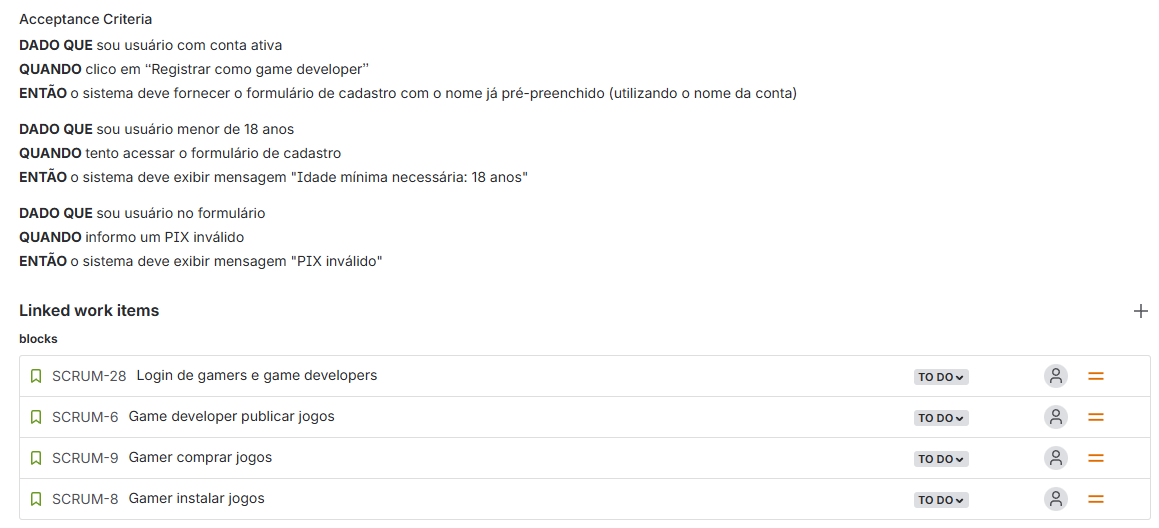 Acceptance Criteria
DADO QUE sou usuário com conta ativa
QUANDO clico em “Registrar como game developer”
ENTÃO o sistema deve fornecer o formulário de cadastro com o nome já pré-preenchido (utilizando o nome da conta)
DADO QUE sou usuário menor de 18 anos
QUANDO tento acessar o formulário de cadastro
ENTÃO o sistema deve exibir mensagem "Idade mínima necessária: 18 anos"
DADO QUE sou usuário no formulário
QUANDO informo um PIX inválido
ENTÃO o sistema deve exibir mensagem "PIX inválido"
Linked work items
blocks
SCRUM-28 Login de gamers e game developers TO DO
SCRUM-6 Game developer publicar jogos TO DO
SCRUM-9 Gamer comprar jogos TO DO
SCRUM-8 Gamer instalar jogos TO DO